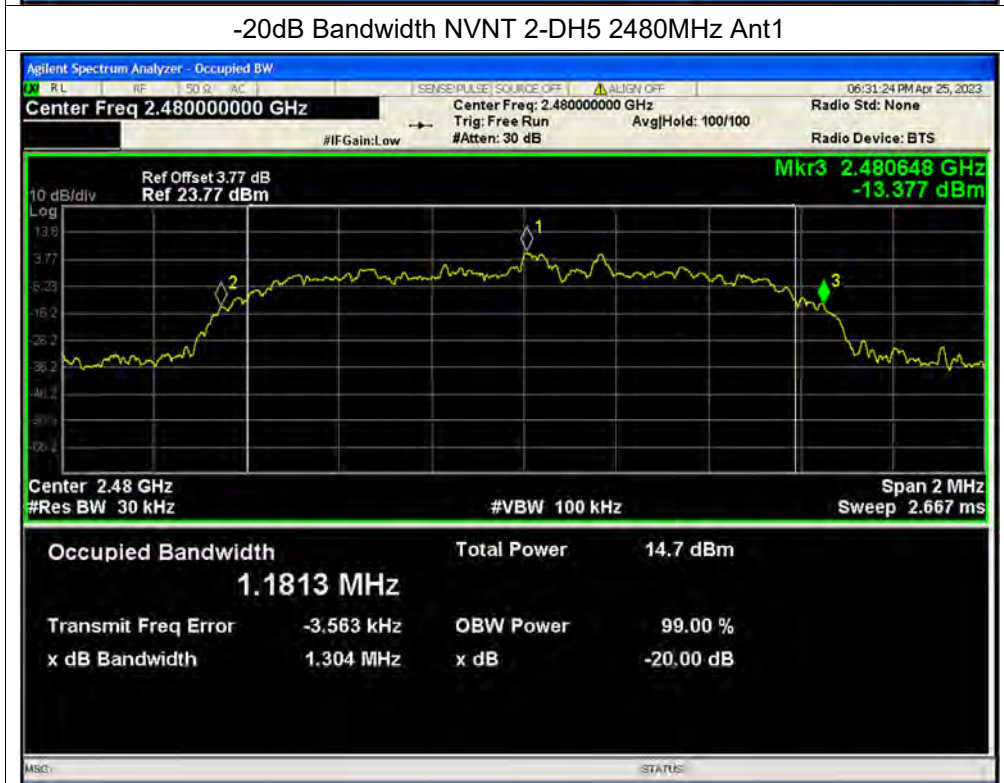 -20dB Bandwidth NVNT 2-DH5 2480MHz Ant1
Agilent Spectrum Analyzer - Occupied BW
RL RF 50 Ω AC SENSE:PULSE SOURCE OFF ALIGN OFF 06:31:24 PM Apr 25, 2023
Center Freq 2.480000000 GHz Center Freq: 2.480000000 GHz Radio Std: None
Trig: Free Run Avg|Hold: 100/100
#IFGain:Low #Atten: 30 dB Radio Device: BTS
Mkr3 2.480648 GHz
Ref Offset 3.77 dB
10 dB/div Ref 23.77 dBm -13.377 dBm
Log
13.8
1
3.77
-6.23
2
3
-16.2
-26.2
-36.2
-46.2
Center 2.48 GHz Span 2 MHz
#Res BW 30 kHz #VBW 100 kHz Sweep 2.667 ms
Occupied Bandwidth Total Power 14.7 dBm
1.1813 MHz
Transmit Freq Error -3.563 kHz OBW Power 99.00 %
x dB Bandwidth 1.304 MHz x dB -20.00 dB
MSG STATUS